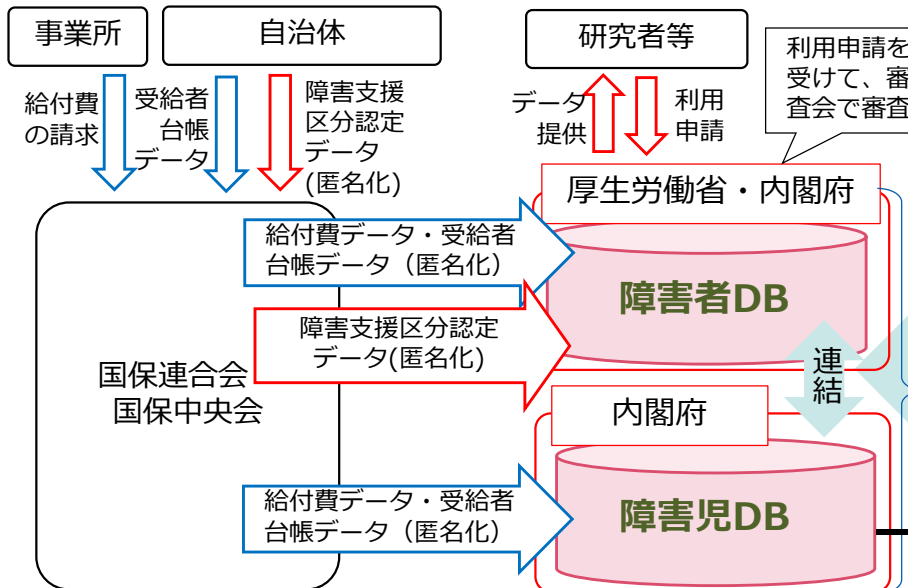 事業所
自治体
研究者等
利用申請を
受けて、審
査会で審査
給付費
の請求
受給者
台帳
データ
障害支援
区分認定
データ
(匿名化)
データ
提供
利用
申請
厚生労働省・内閣府
給付費データ・受給者
台帳データ（匿名化）
障害者DB
障害支援区分認定
データ(匿名化)
連結
国保連合会
国保中央会
内閣府
給付費データ・受給者
台帳データ（匿名化）
障害児DB